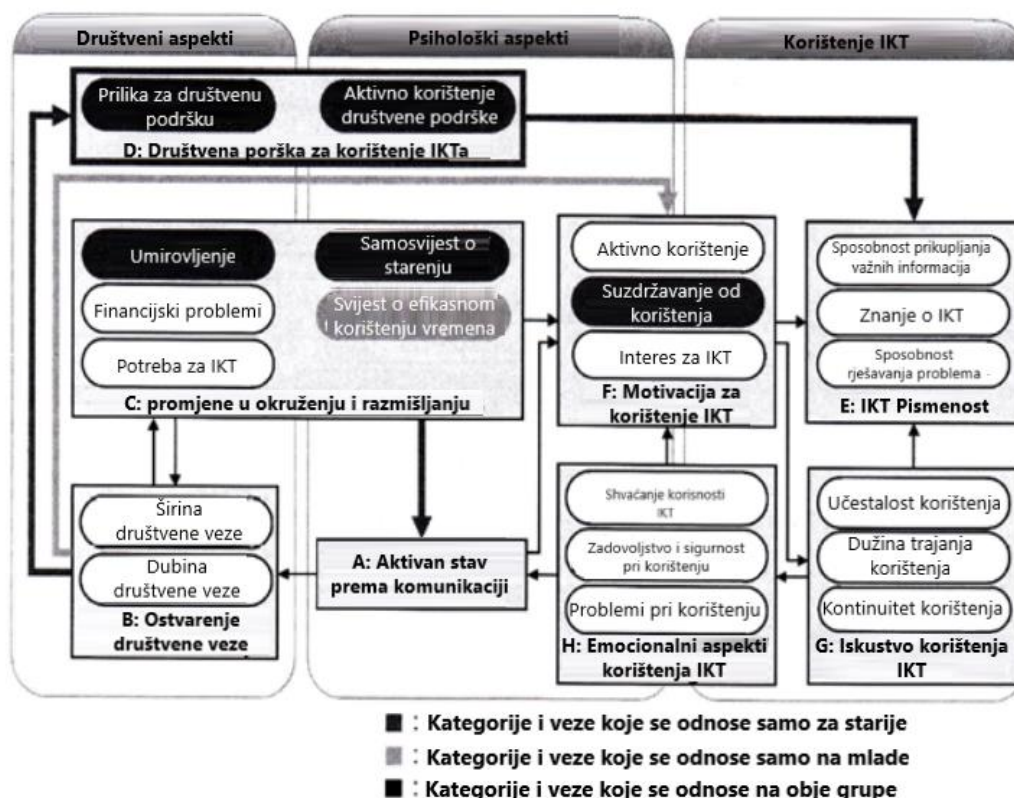 Društveni aspekti
Psihološki aspekti
Korištenje IKT
Prilika za društvenu
podršku
Aktivno korištenje
društvene podrške
D: Društvena porška za korištenje IKTa
Umirovljenje
Financijski problemi
Potreba za IKT
Samosvijest o
starenju
Svijest o efikasnom
korištenju vremena
C: promjene u okruženju i razmišljanju
Aktivno korištenje
Suzdržavanje od
korištenja
Interes za IKT
F: Motivacija za
korištenje IKT
Sposobnost prikupljanja
važnih informacija
Znanje o IKT
Sposobnost
rješavanja problema
E: IKT Pismenost
Širina
društvene veze
Dubina
društvene veze
B: Ostvarenje
društvene veze
A: Aktivan stav
prema komunikaciji
Shvaćanje korisnosti
IKT
Zadovoljstvo i sigurnost
pri korištenju
Problemi pri korištenju
H: Emocionalni aspekti
korištenja IKT
Učestalost korištenja
Dužina trajanja
korištenja
Kontinuitet korištenja
G: Iskustvo korištenja
IKT
: Kategorije i veze koje se odnose samo za starije
: Kategorije i veze koje se odnose samo na mlade
: Kategorije i veze koje se odnose na obje grupe